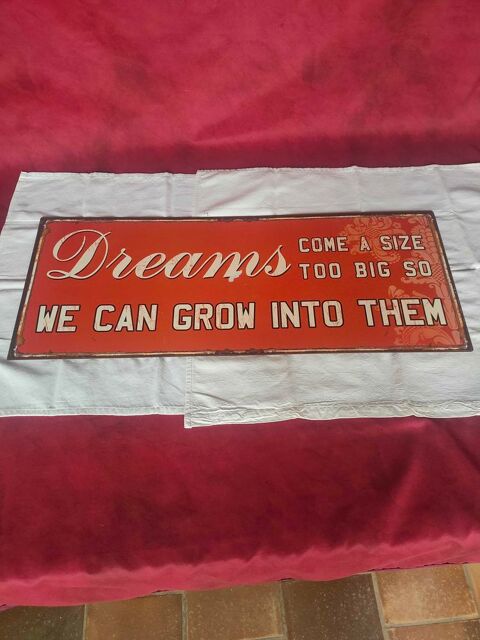 Dreams COME A SIZE
TOO BIG SO
WE CAN GROW INTO THEM